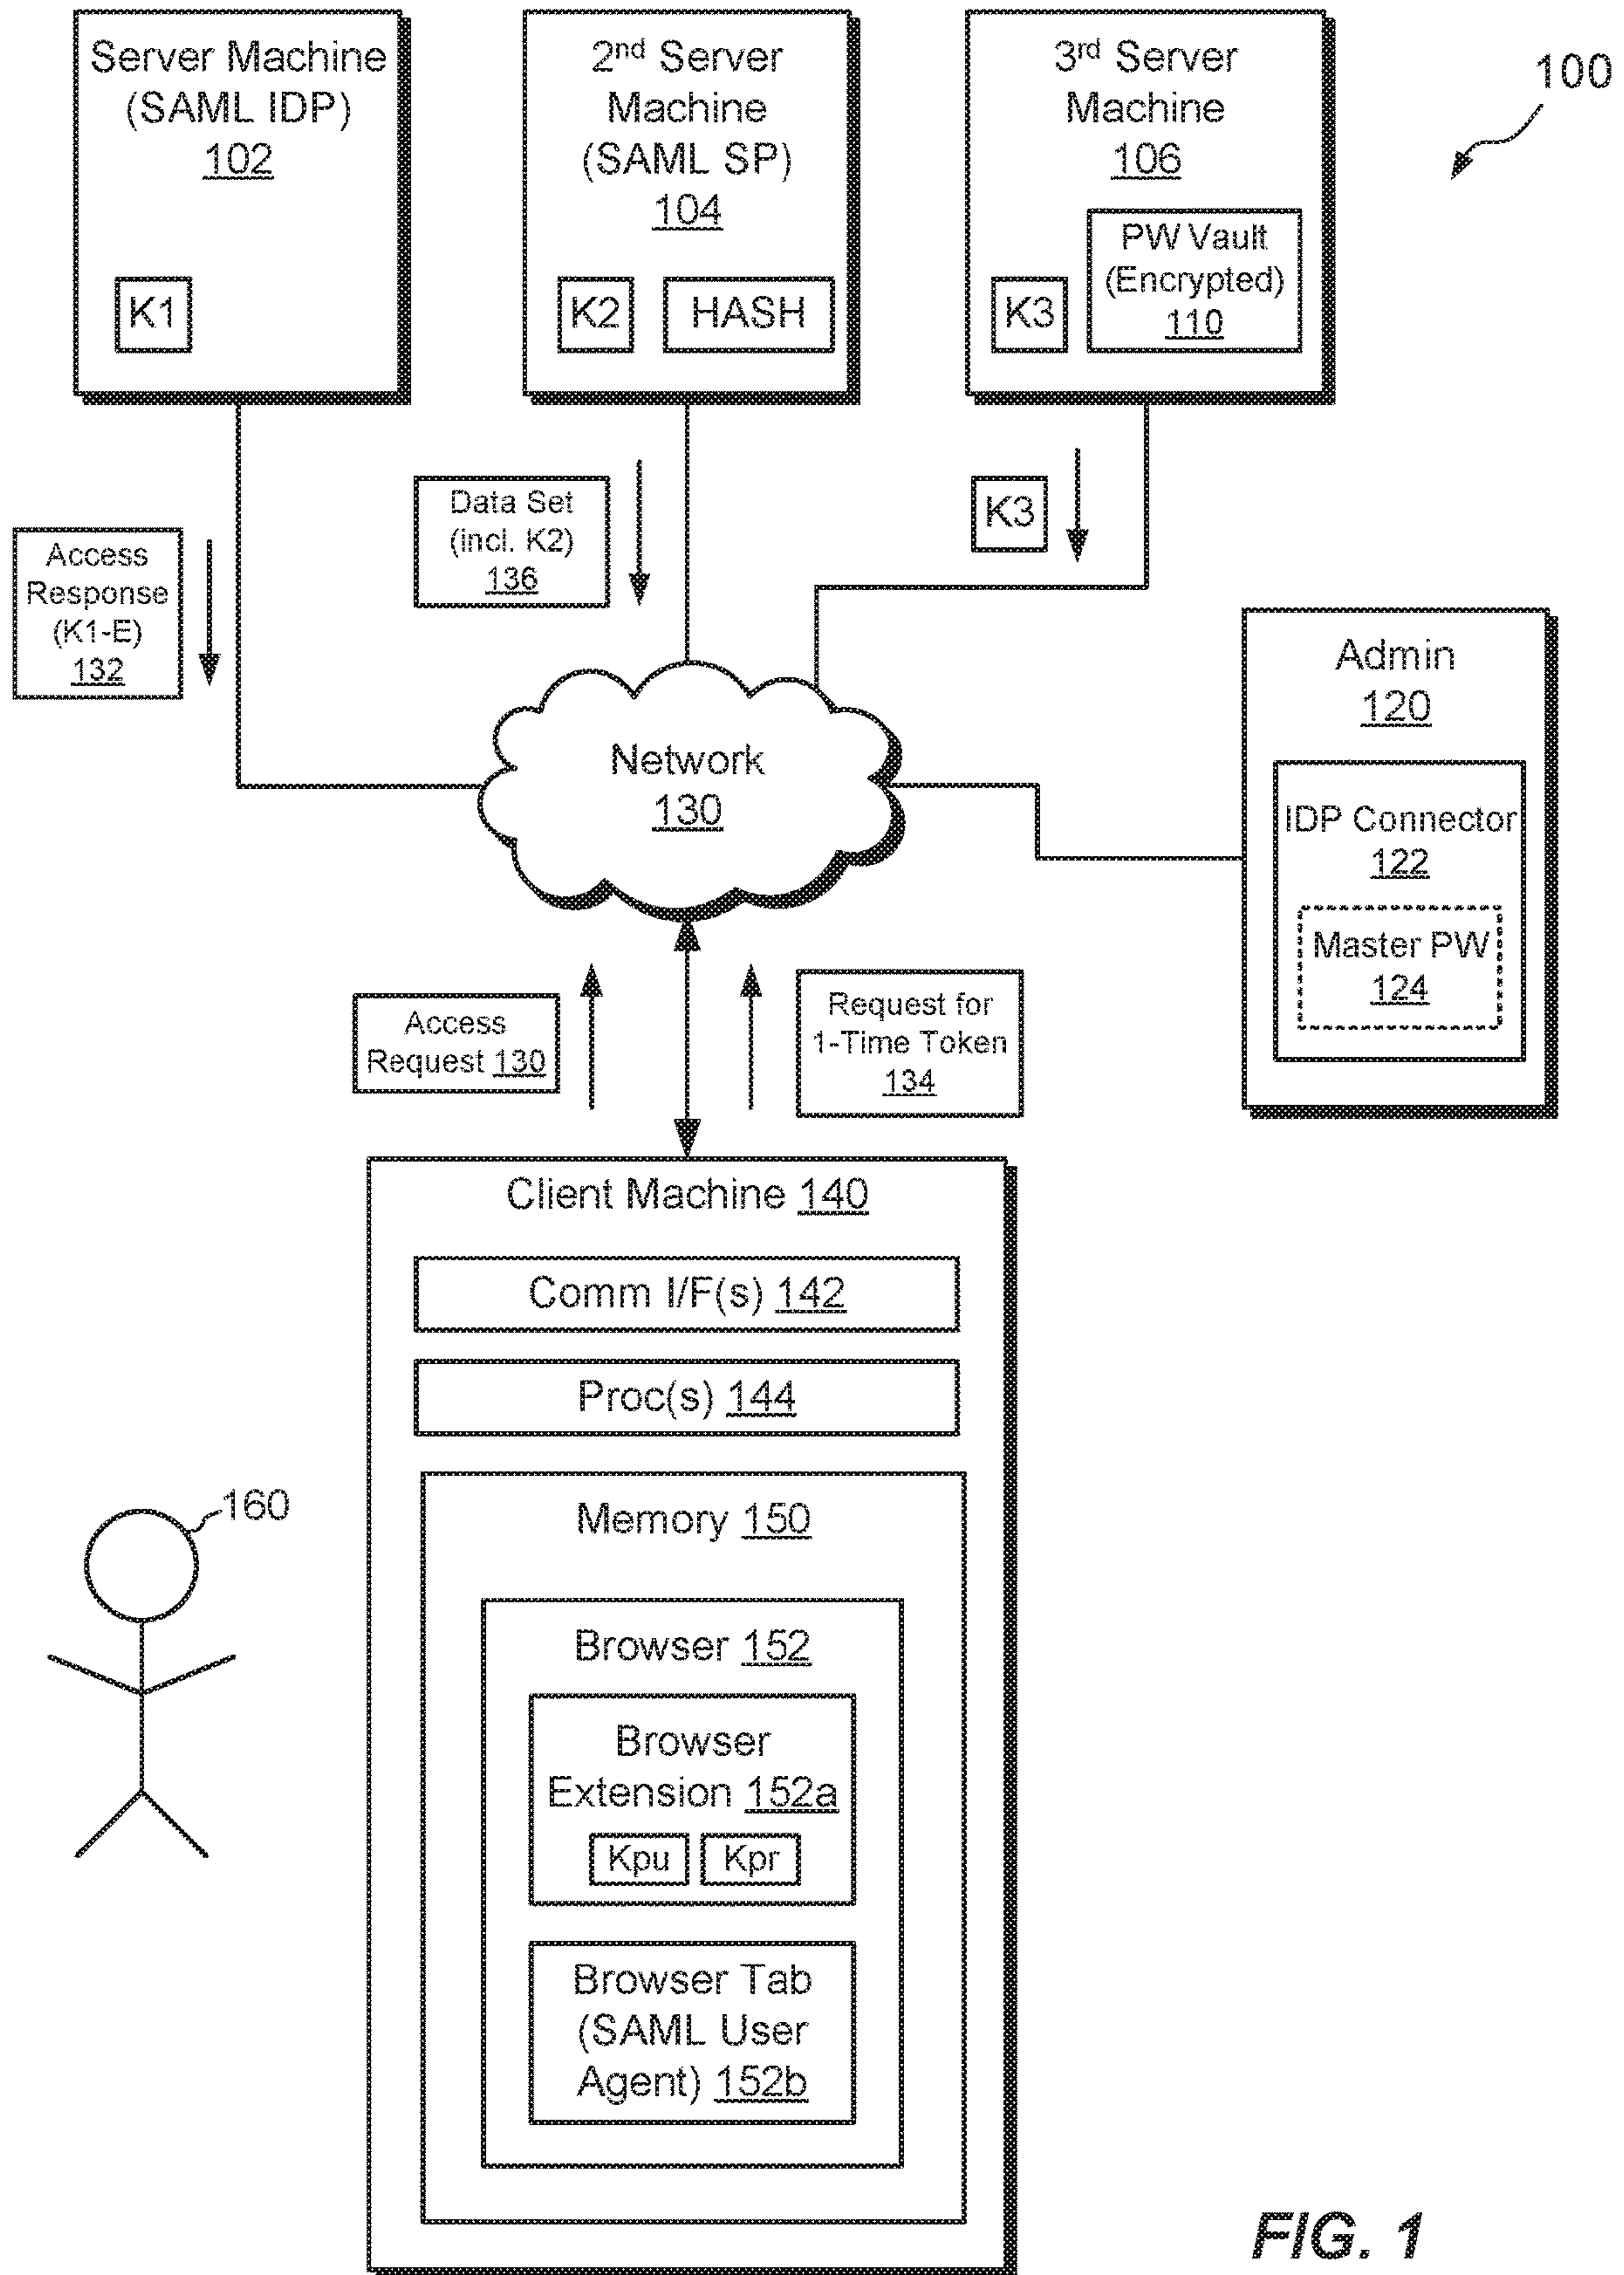 Server Machine
(SAML IDP)
102
K1
2nd Server
Machine
(SAML SP)
104
K2
HASH
3rd Server
Machine
106
PW Vault
(Encrypted)
110
K3
100
Access
Response
(K1-E)
132
Data Set
(incl. K2)
136
K3
Network
130
Admin
120
IDP Connector
122
Master PW
124
Access
Request 130
Request for
1-Time Token
134
Client Machine 140
Comm I/F(s) 142
Proc(s) 144
Memory 150
160
Browser 152
Browser
Extension 152a
Kpu
Kpr
Browser Tab
(SAML User
Agent) 152b
FIG. 1